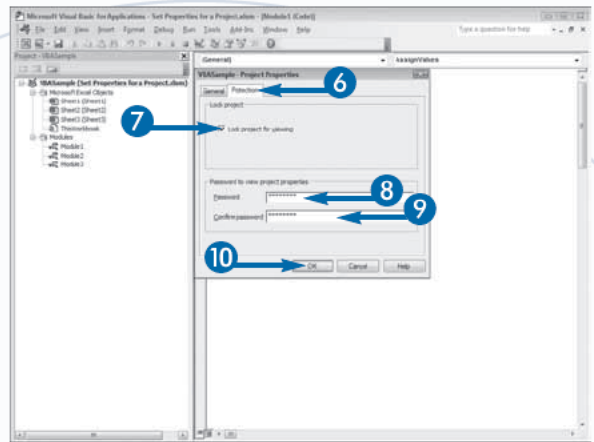 Microsoft Visual Basic for Applications - Set Properties for a Project.xlsm - [Module1 (Code)]
File Edit View Insert Format Debug Run Tools Add-Ins Window Help
Type a question for help
Project - VBASample
(General)
AssignValues
VBASample (Set Properties for a Project.xlsm)
Microsoft Excel Objects
Sheet1 (Sheet1)
Sheet2 (Sheet2)
Sheet3 (Sheet3)
ThisWorkbook
Modules
Module1
Module2
Module3
VBASample - Project Properties
General Protection
6
Lock project
7
Lock project for viewing
Password to view project properties
Password ********
8
Confirm password ********
9
10
OK Cancel Help